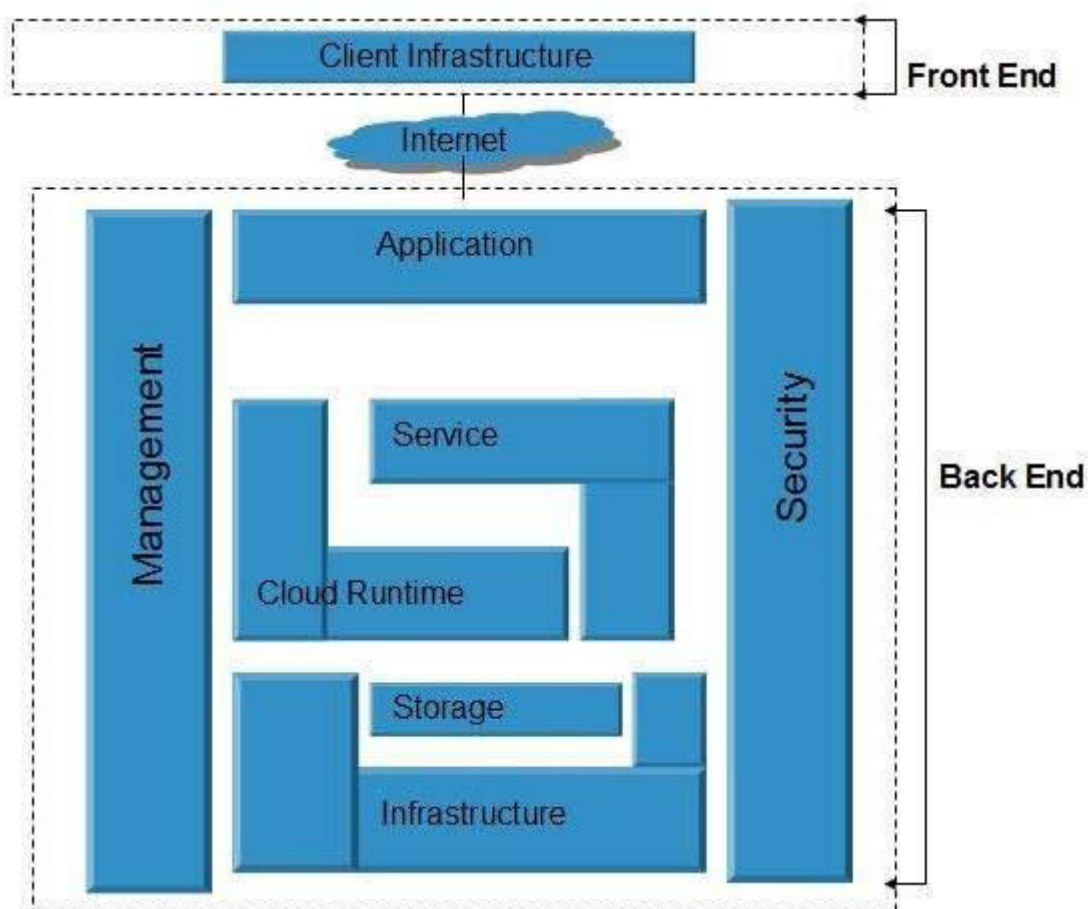 Client Infrastructure
Front End
Internet
Application
Management
Security
Service
Back End
Cloud Runtime
Storage
Infrastructure